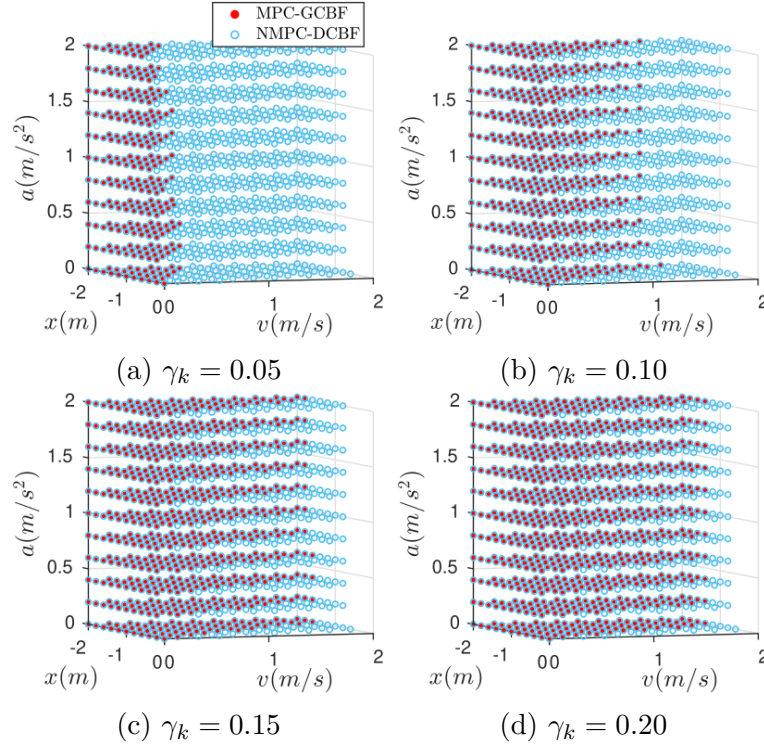 MPC-GCBF
NMPC-DCBF
2
1.5
1
0.5
0
a(m/s²)
-2
-1
0
x(m)
0
1
2
v(m/s)
2
1.5
1
0.5
0
a(m/s²)
-2
-1
0
x(m)
0
1
2
v(m/s)
(a) γₖ = 0.05
(b) γₖ = 0.10
2
1.5
1
0.5
0
a(m/s²)
-2
-1
0
x(m)
0
1
2
v(m/s)
2
1.5
1
0.5
0
a(m/s²)
-2
-1
0
x(m)
0
1
2
v(m/s)
(c) γₖ = 0.15
(d) γₖ = 0.20